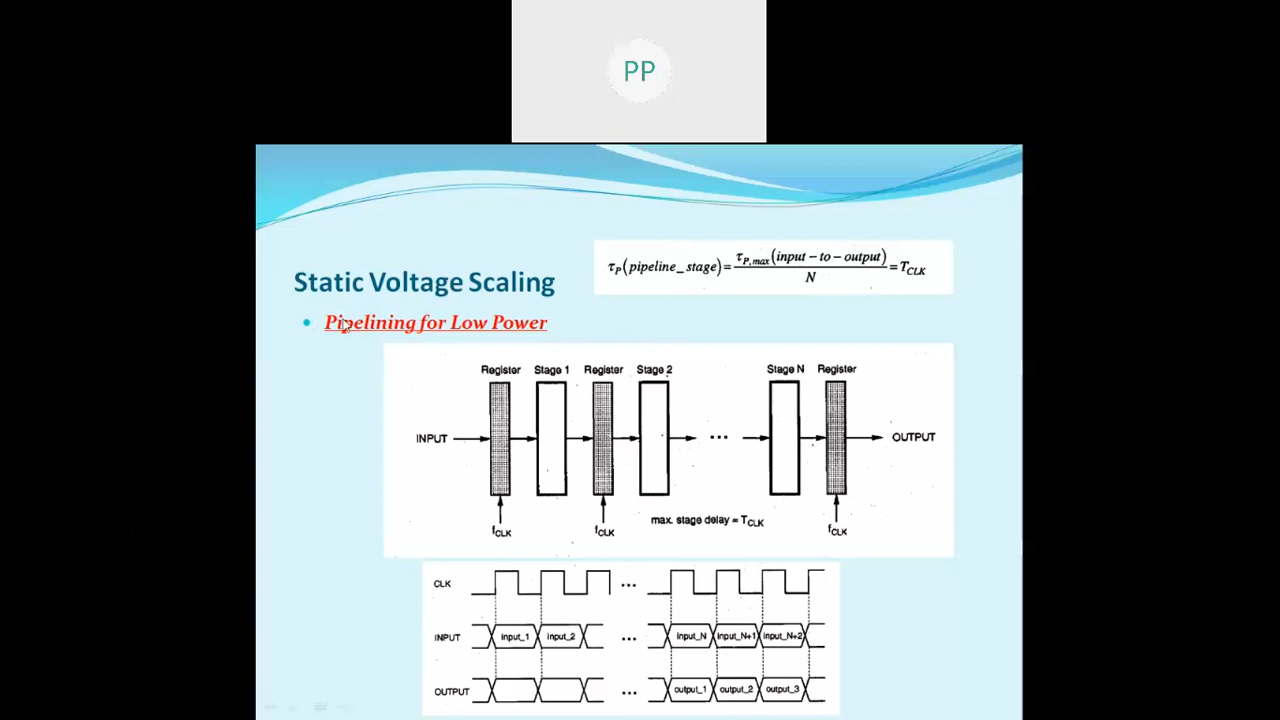 PP
τP(pipeline_stage)= τP,max(input−to−output) / N =TCLK
Static Voltage Scaling
• Pipelining for Low Power
Register Stage 1 Register Stage 2 Stage N Register
INPUT ... OUTPUT
max. stage delay = TCLK
fCLK fCLK fCLK
CLK ...
INPUT input_1 input_2 ... input_N input_N+1 input_N+2
OUTPUT ... output_1 output_2 output_3